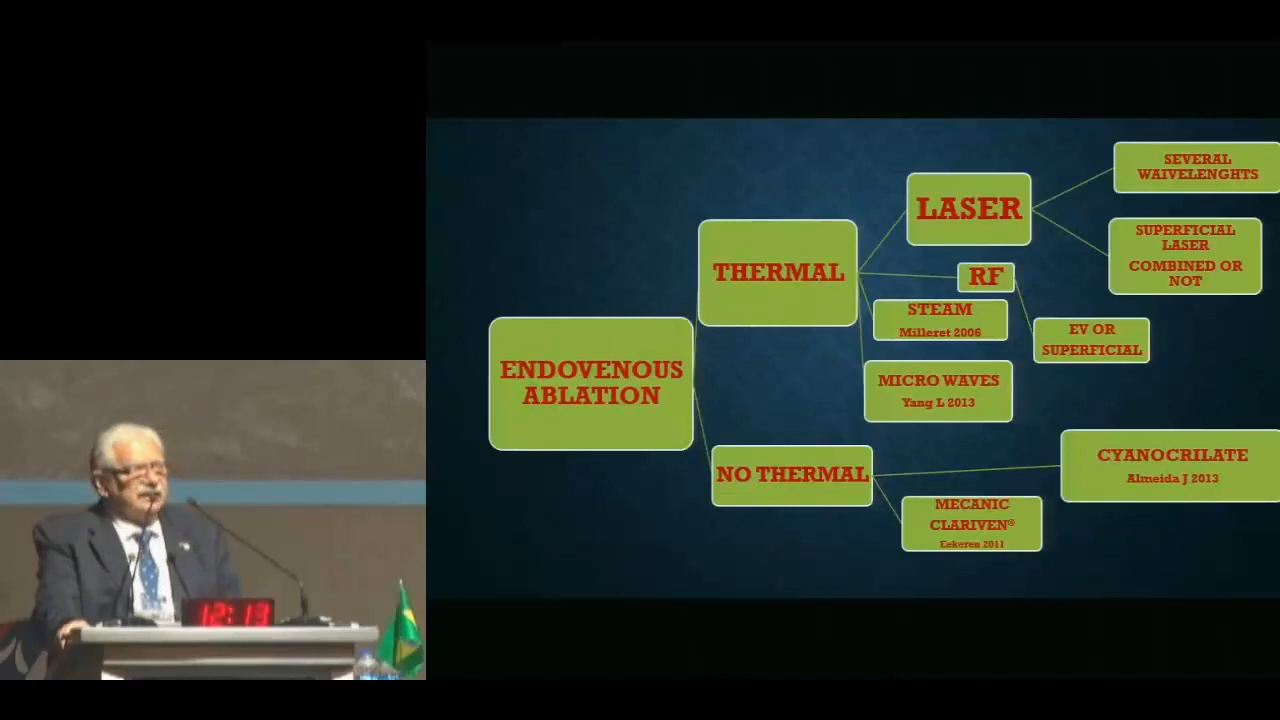 ENDOVENOUS
ABLATION
THERMAL
LASER
SEVERAL
WAIVELENGHTS
SUPERFICIAL
LASER
COMBINED OR
NOT
RF
EV OR
SUPERFICIAL
STEAM
Milleret 2006
MICRO WAVES
Yang L 2013
NO THERMAL
CYANOCRILATE
Almeida J 2013
MECANIC
CLARIVEN®
Eekeren 2011
12:19